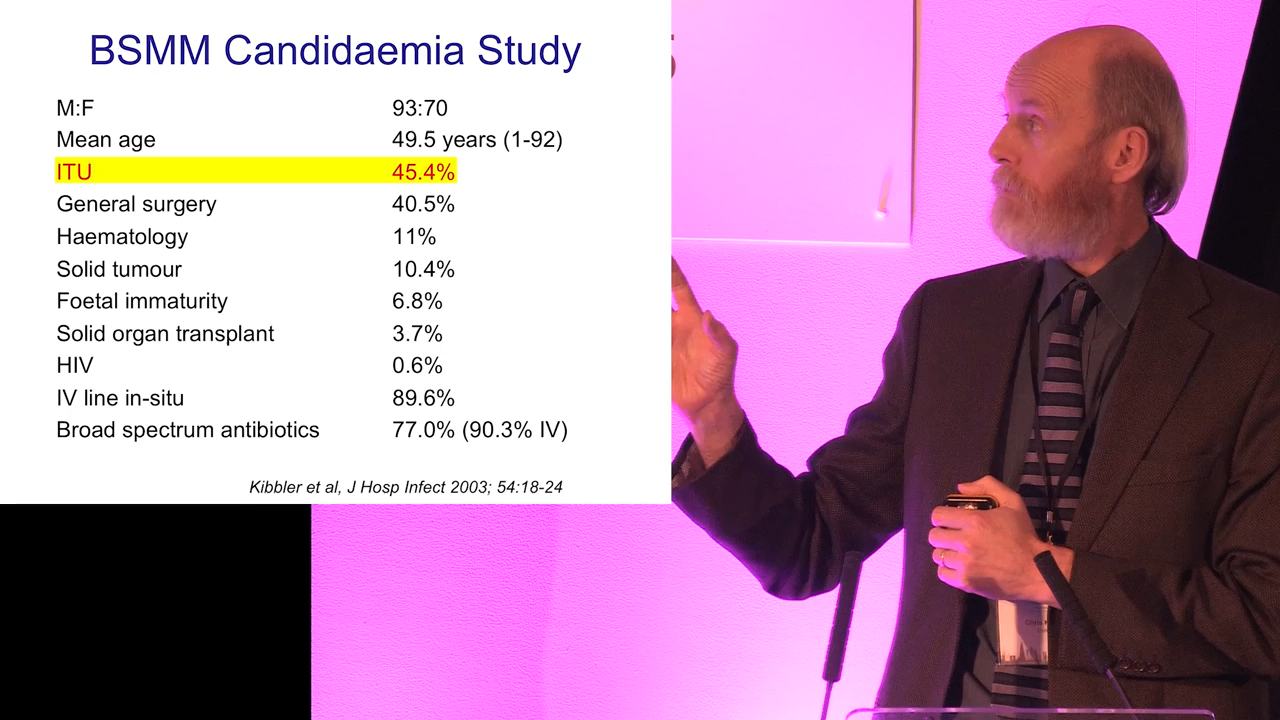 BSMM Candidaemia Study
M:F 93:70
Mean age 49.5 years (1-92)
ITU 45.4%
General surgery 40.5%
Haematology 11%
Solid tumour 10.4%
Foetal immaturity 6.8%
Solid organ transplant 3.7%
HIV 0.6%
IV line in-situ 89.6%
Broad spectrum antibiotics 77.0% (90.3% IV)
Kibbler et al, J Hosp Infect 2003; 54:18-24